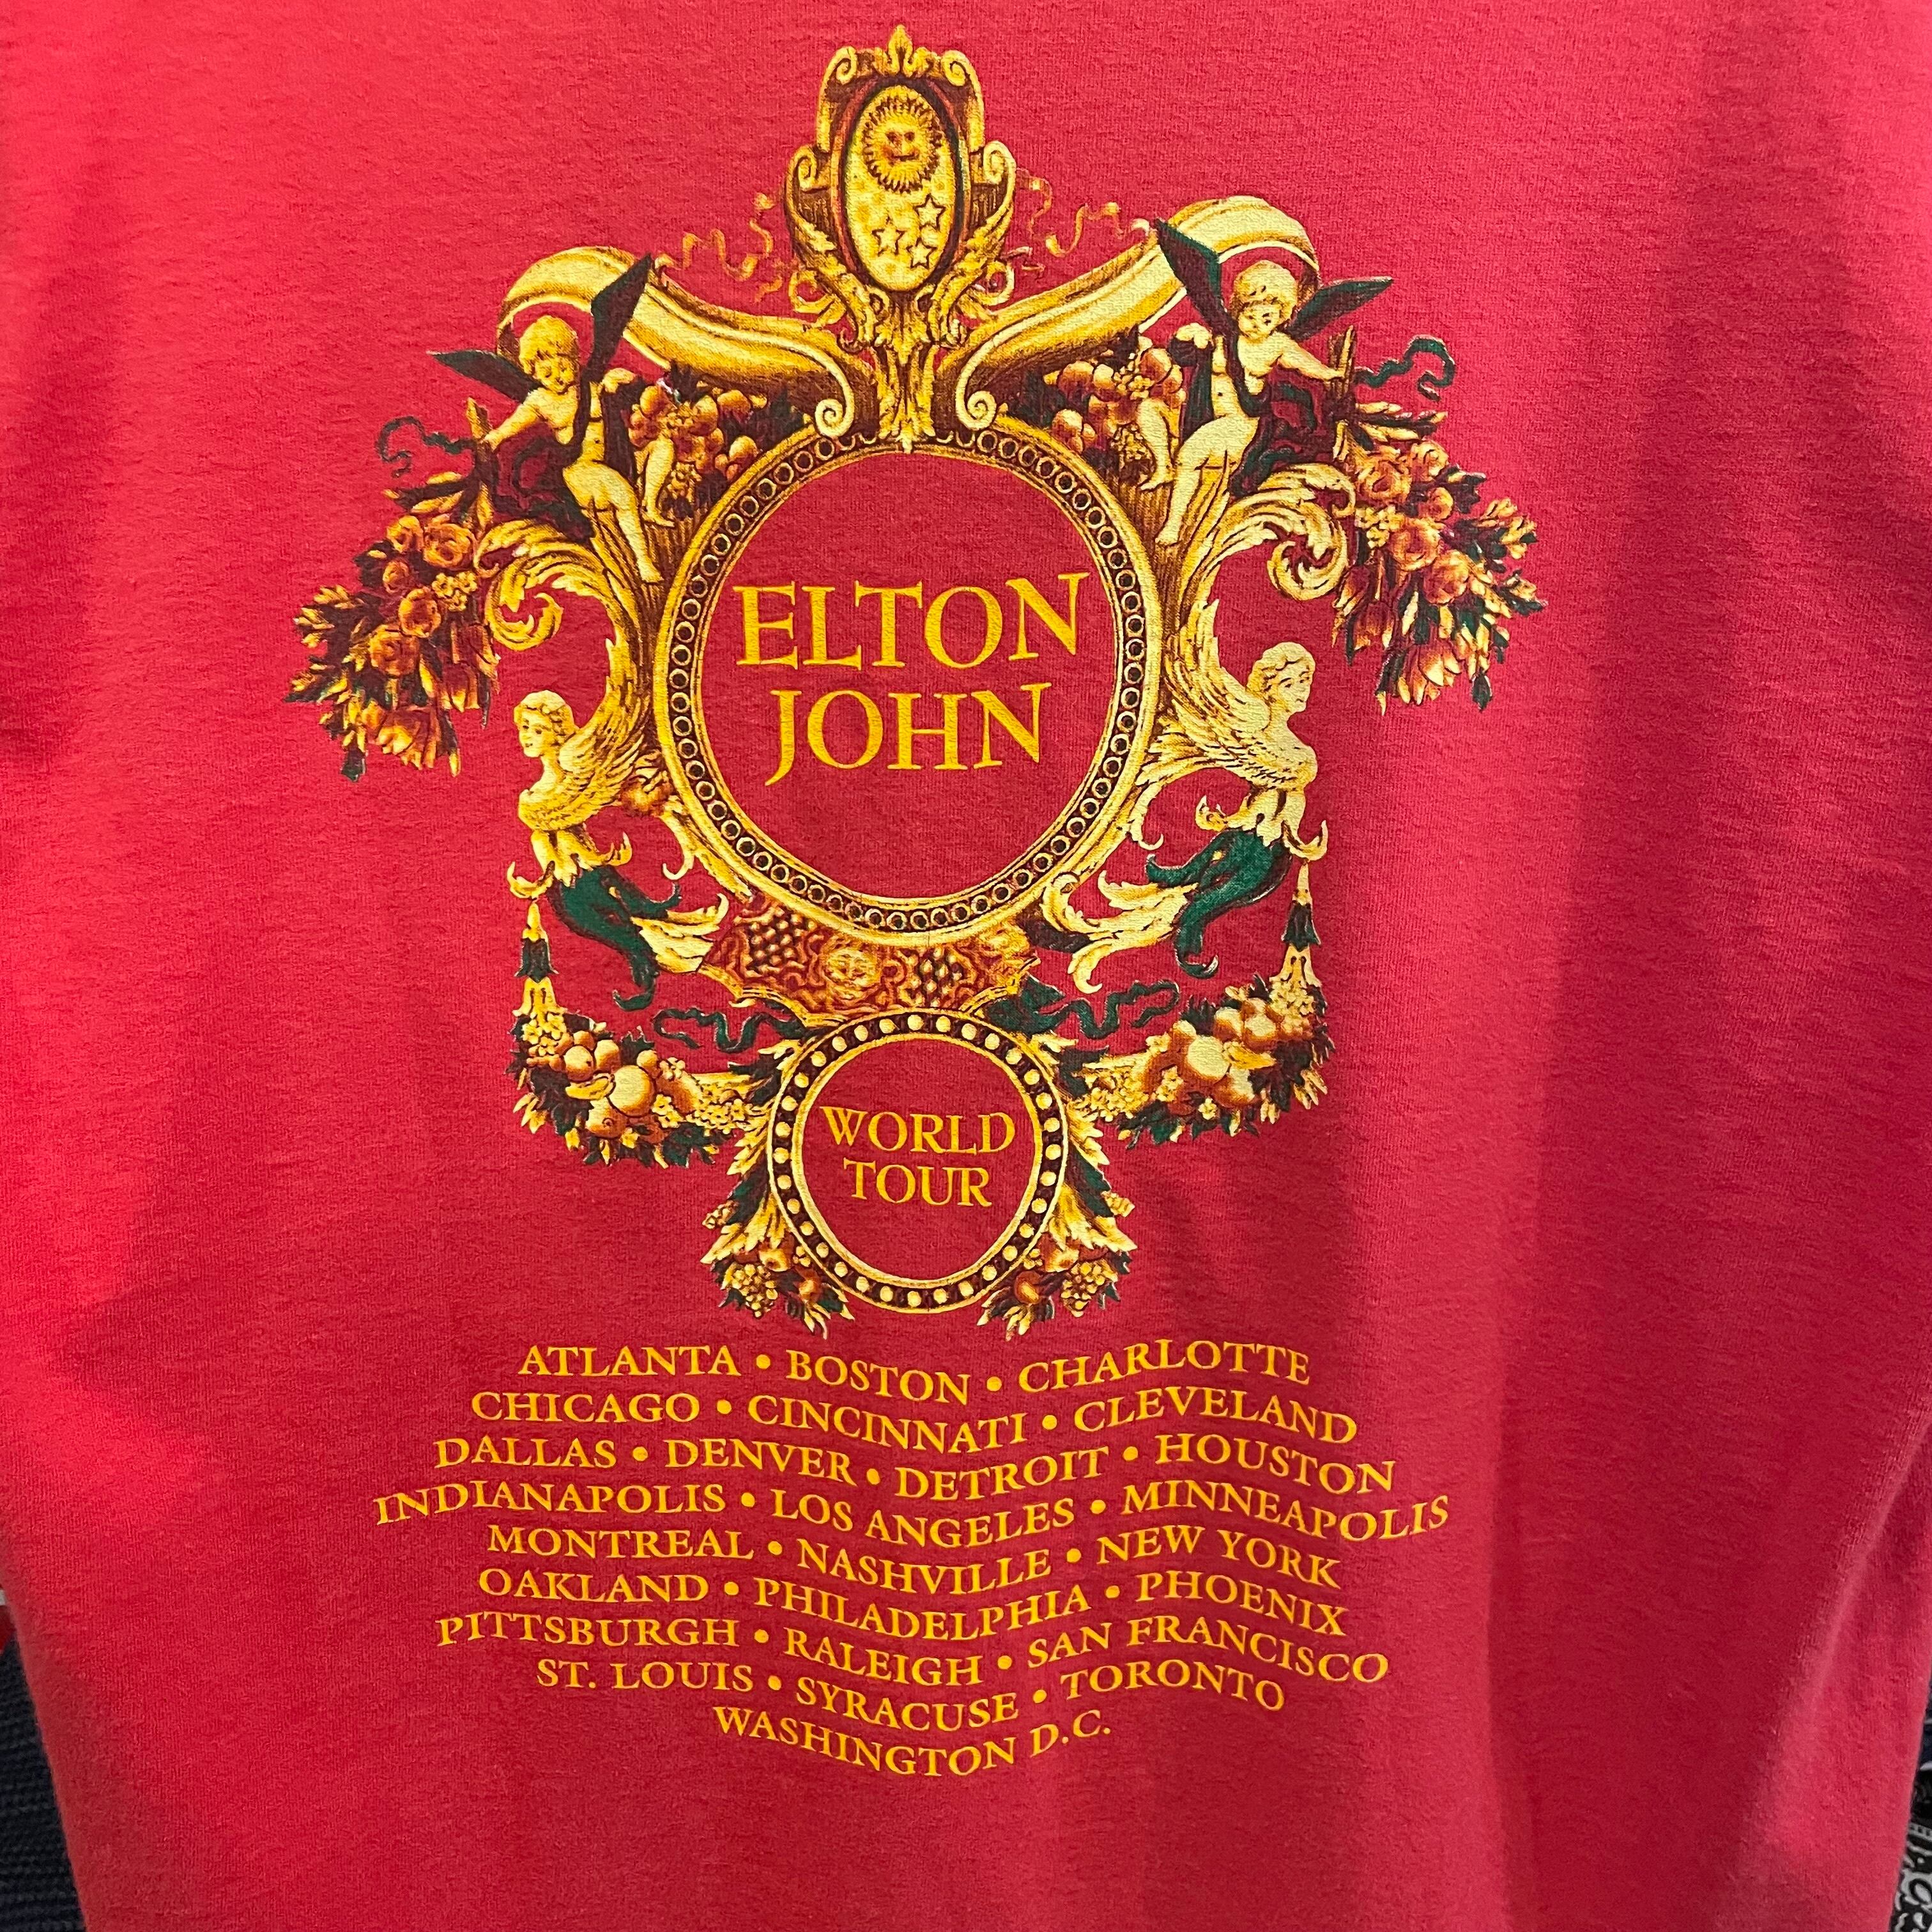 ELTON
JOHN
WORLD
TOUR
ATLANTA • BOSTON • CHARLOTTE
CHICAGO • CINCINNATI • CLEVELAND
DALLAS • DENVER • DETROIT • HOUSTON
INDIANAPOLIS • LOS ANGELES • MINNEAPOLIS
MONTREAL • NASHVILLE • NEW YORK
OAKLAND • PHILADELPHIA • PHOENIX
PITTSBURGH • RALEIGH • SAN FRANCISCO
ST. LOUIS • SYRACUSE • TORONTO
WASHINGTON D.C.